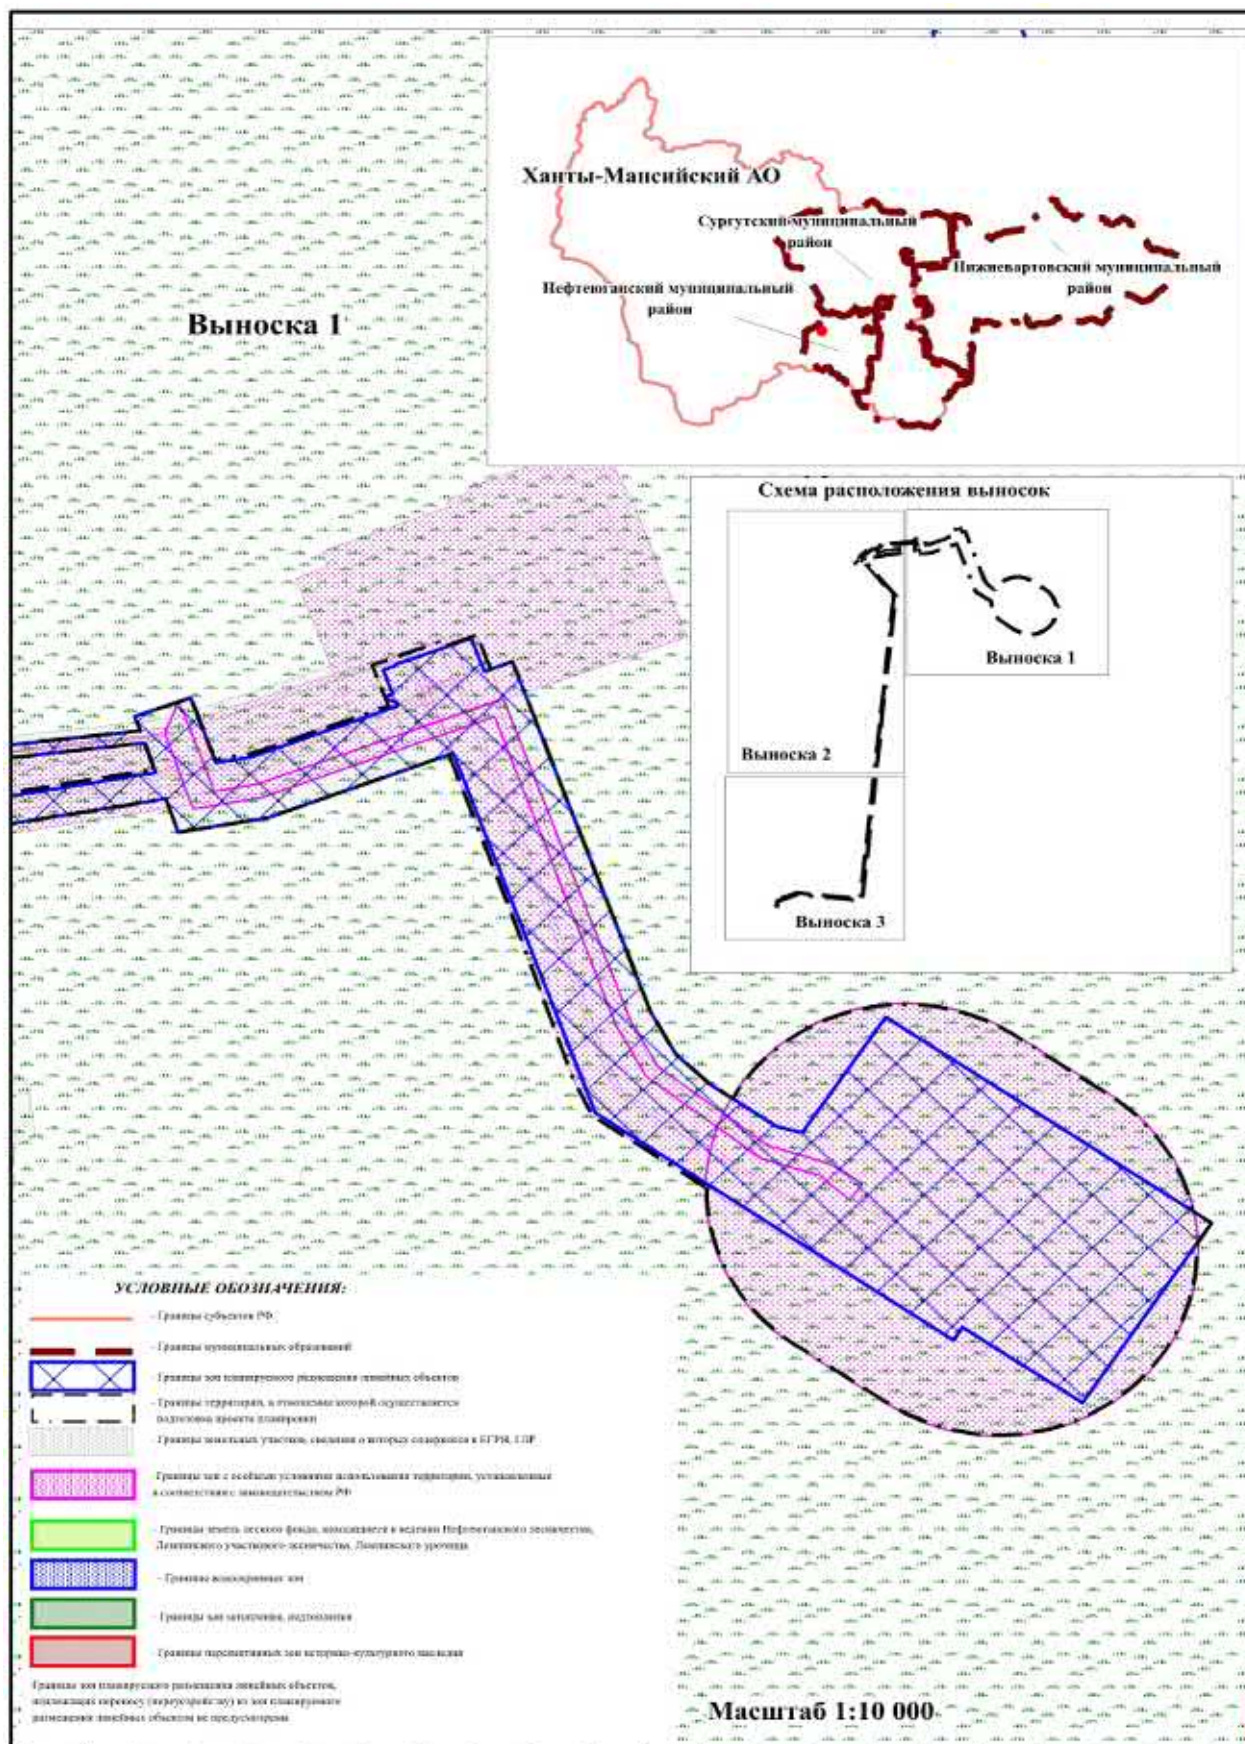 Ханты-Мансийский АО
Сургутский муниципальный
район
Нижневартовский муниципальный
район
Нефтеюганский муниципальный
район
Выноска 1
Схема расположения выносок
Выноска 1
Выноска 2
Выноска 3
УСЛОВНЫЕ ОБОЗНАЧЕНИЯ:
- Границы субъектов РФ
- Границы муниципальных образований
- Границы зон планируемого размещения линейных объектов
- Границы территории, в отношении которой осуществляется
подготовка проекта планировки
- Границы земельных участков, сведения о которых содержатся в ЕГРН, ГЛР
- Границы зон с особыми условиями использования территории, установленные
в соответствии с законодательством РФ
- Границы земель лесного фонда, находящиеся в ведении Нефтеюганского лесничества,
участкового лесничества, урочища
- Границы водоохранных зон
- Границы зон затопления, подтопления
- Границы перспективных зон историко-культурного наследия
Границы зон планируемого размещения линейных объектов,
подлежащих переносу (переустройству) из зон планируемого
размещения линейных объектов не предусмотрена
Масштаб 1:10 000